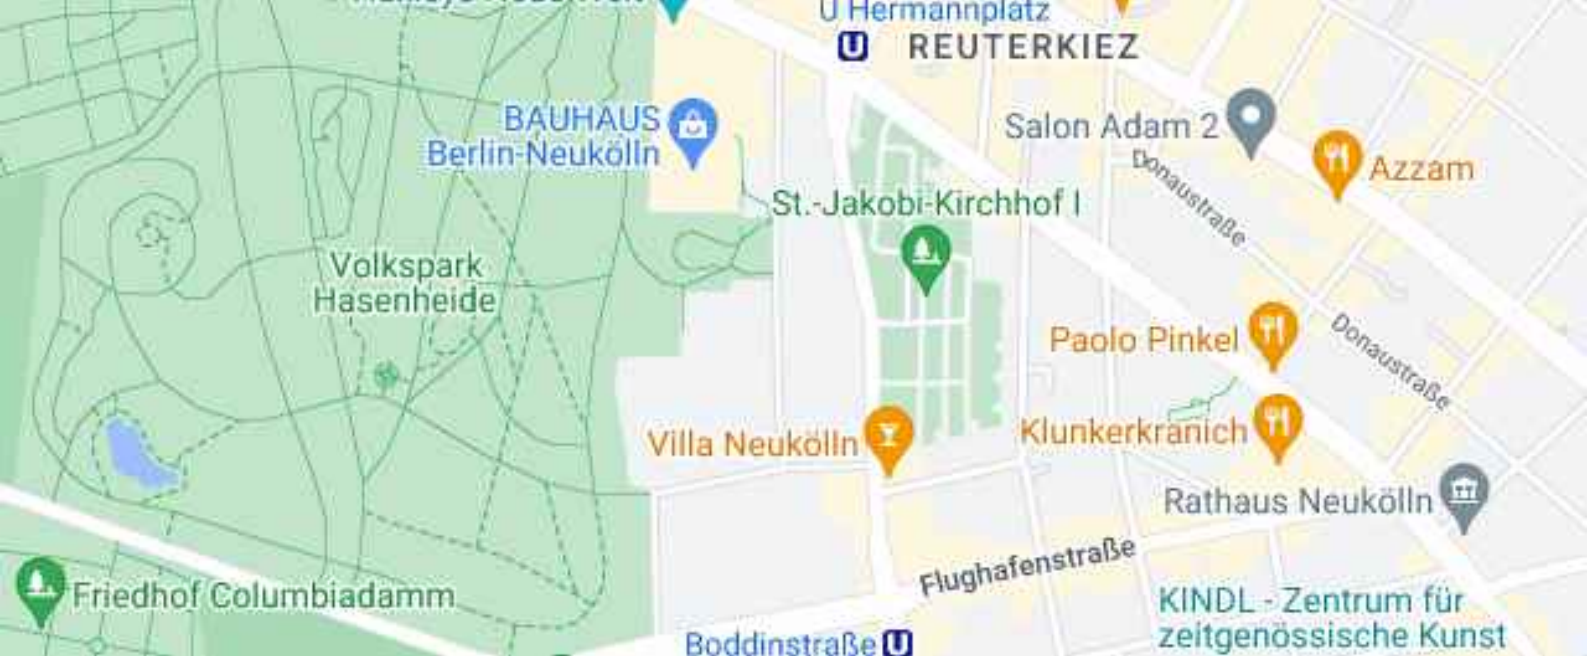 U Hermannplatz
U
REUTERKIEZ
BAUHAUS
Berlin-Neukölln
Salon Adam 2
Donaustraße
Azzam
St.-Jakobi-Kirchhof I
Volkspark
Hasenheide
Paolo Pinkel
Donaustraße
Villa Neukölln
Klunkerkranich
Rathaus Neukölln
Flughafenstraße
Friedhof Columbiadamm
KINDL - Zentrum für
zeitgenössische Kunst
Boddinstraße U